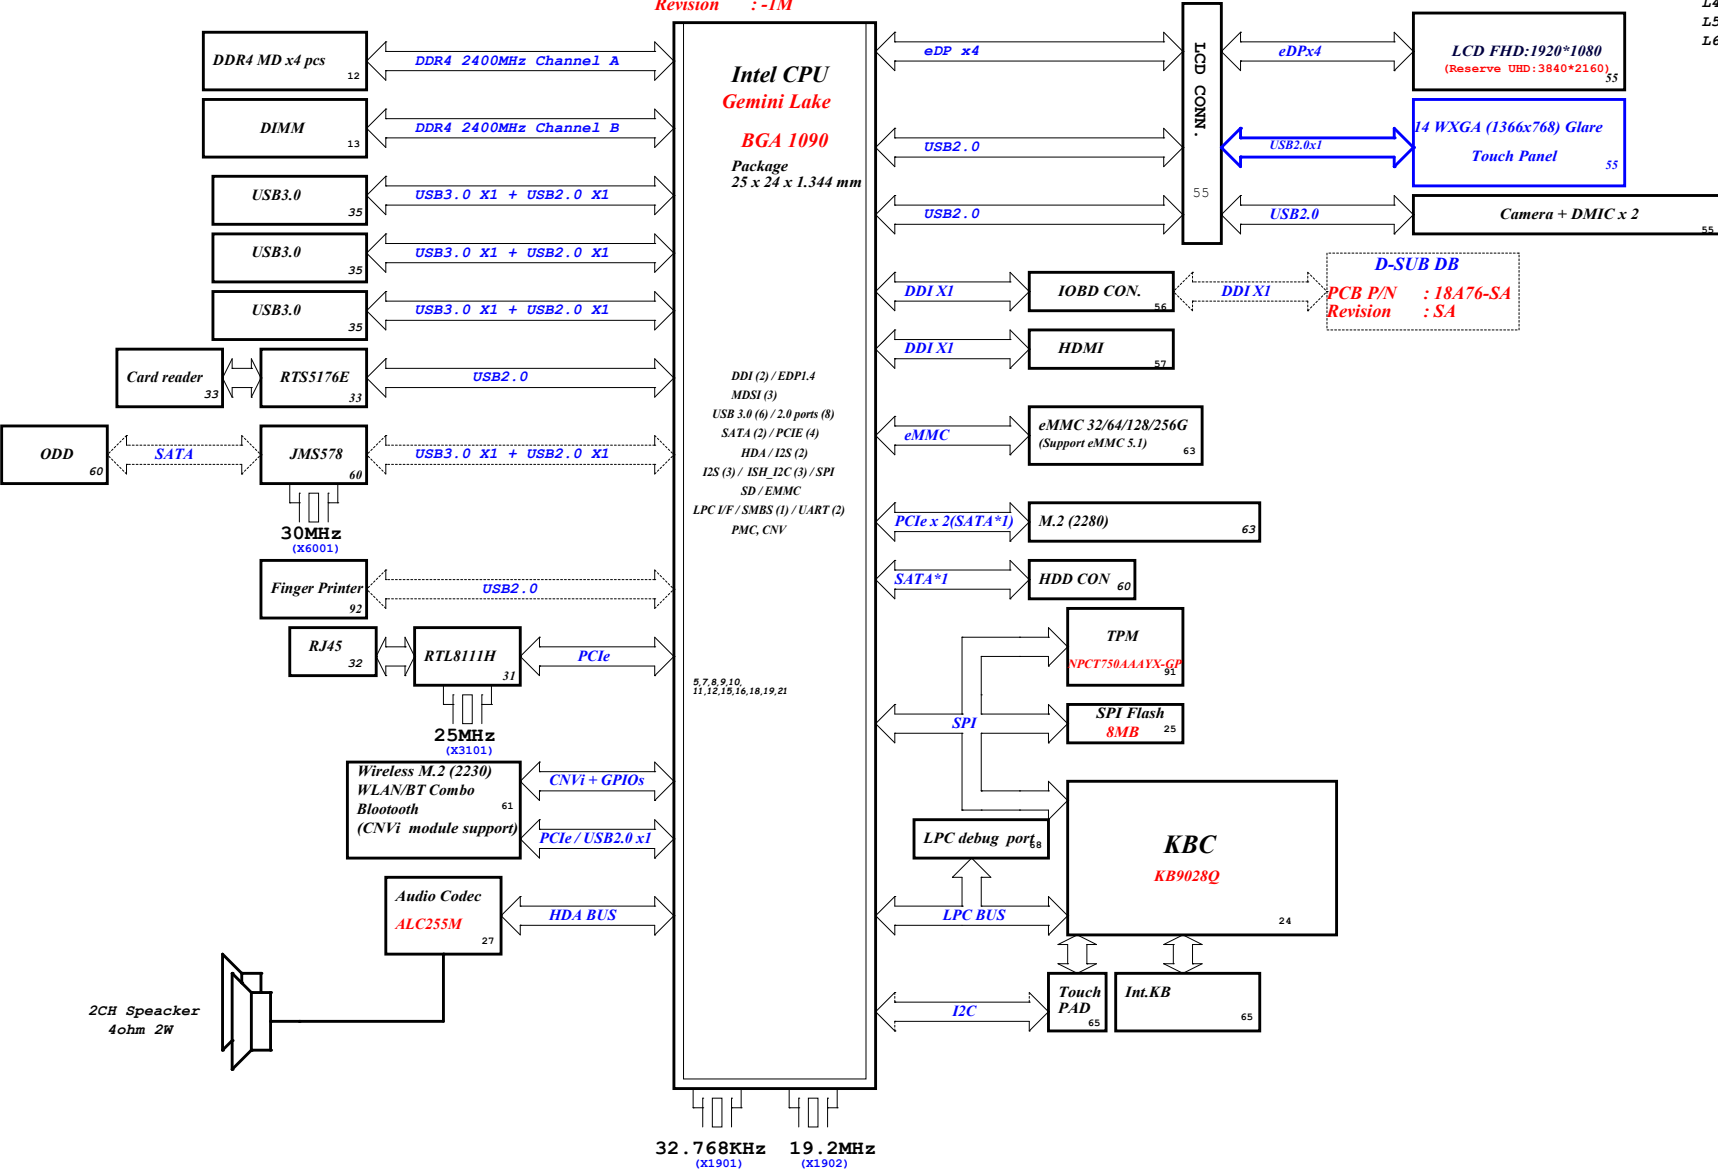 Revision : -1M
L4
L5
L6
DDR4 MD x4 pcs
12
DDR4 2400MHz Channel A
DIMM
13
DDR4 2400MHz Channel B
USB3.0
35
USB3.0 X1 + USB2.0 X1
USB3.0
35
USB3.0 X1 + USB2.0 X1
USB3.0
35
USB3.0 X1 + USB2.0 X1
Card reader
33
RTS5176E
33
USB2.0
ODD
60
SATA
JMS578
60
USB3.0 X1 + USB2.0 X1
30MHz
(X6001)
Finger Printer
92
USB2.0
RJ45
32
RTL8111H
31
PCIe
25MHz
(X3101)
Wireless M.2 (2230)
WLAN/BT Combo
Blootooth
(CNVi module support)
61
CNVi + GPIOs
PCIe / USB2.0 x1
Audio Codec
ALC255M
27
HDA BUS
2CH Speacker
4ohm 2W
Intel CPU
Gemini Lake
BGA 1090
Package
25 x 24 x 1.344 mm
DDI (2) / EDP1.4
MDSI (3)
USB 3.0 (6) / 2.0 ports (8)
SATA (2) / PCIE (4)
HDA / I2S (2)
I2S (3) / ISH_I2C (3) / SPI
SD / EMMC
LPC I/F / SMBS (1) / UART (2)
PMC, CNV
5,7,8,9,10,
11,12,15,16,18,19,21
32.768KHz
(X1901)
19.2MHz
(X1902)
eDP x4
USB2.0
USB2.0
LCD CONN.
55
eDPx4
LCD FHD:1920*1080
(Reserve UHD:3840*2160)
55
USB2.0x1
14 WXGA (1366x768) Glare
Touch Panel
55
USB2.0
Camera + DMIC x 2
55
DDI X1
IOBD CON.
56
DDI X1
D-SUB DB
PCB P/N : 18A76-SA
Revision : SA
DDI X1
HDMI
57
eMMC
eMMC 32/64/128/256G
(Support eMMC 5.1)
63
PCIe x 2(SATA*1)
M.2 (2280)
63
SATA*1
HDD CON
60
TPM
NPCT750AAAYX-GP
91
SPI
SPI Flash
8MB
25
LPC debug port
68
KBC
KB9028Q
24
LPC BUS
I2C
Touch
PAD
65
Int.KB
65